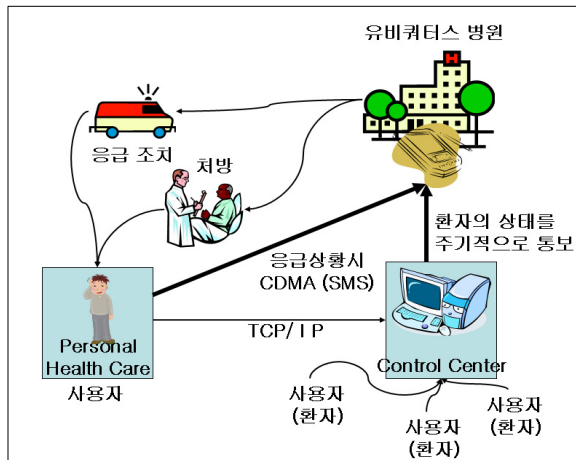 유비쿼터스 병원
H
응급 조치
처방
환자의 상태를
주기적으로 통보
응급상황시
CDMA (SMS)
TCP/ I P
Personal
Health Care
사용자
Control Center
사용자
(환자)
사용자
(환자)
사용자
(환자)